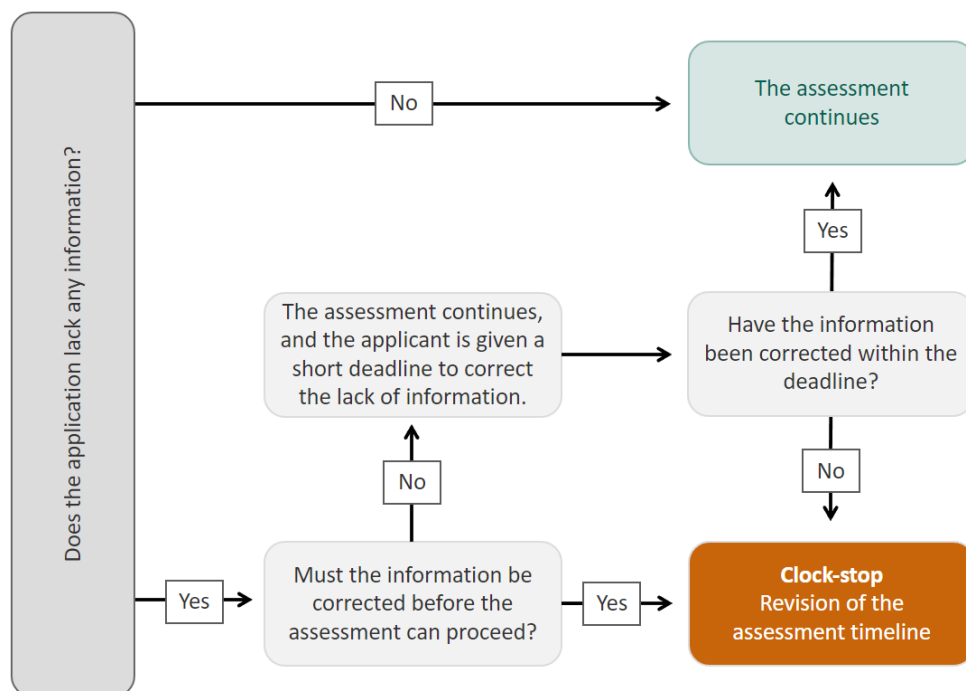 Does the application lack any information?
No
The assessment
continues
Yes
The assessment continues,
and the applicant is given a
short deadline to correct
the lack of information.
Have the information
been corrected within the
deadline?
No
No
Yes
Must the information be
corrected before the
assessment can proceed?
Yes
Clock-stop
Revision of the
assessment timeline